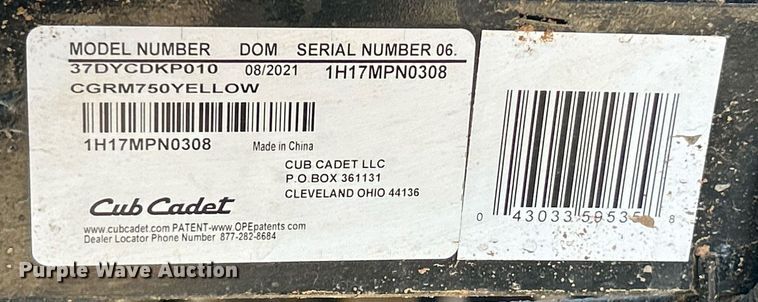 MODEL NUMBER DOM SERIAL NUMBER 06.
37DYCDKP010 08/2021 1H17MPN0308
CGRM750YELLOW
1H17MPN0308 Made in China
CUB CADET LLC
P.O.BOX 361131
CLEVELAND OHIO 44136
Cub Cadet
www.cubcadet.com PATENT-www.OPEpatents.com
Dealer Locator Phone Number 877-282-8684
0 43033 59535 8
Purple Wave Auction